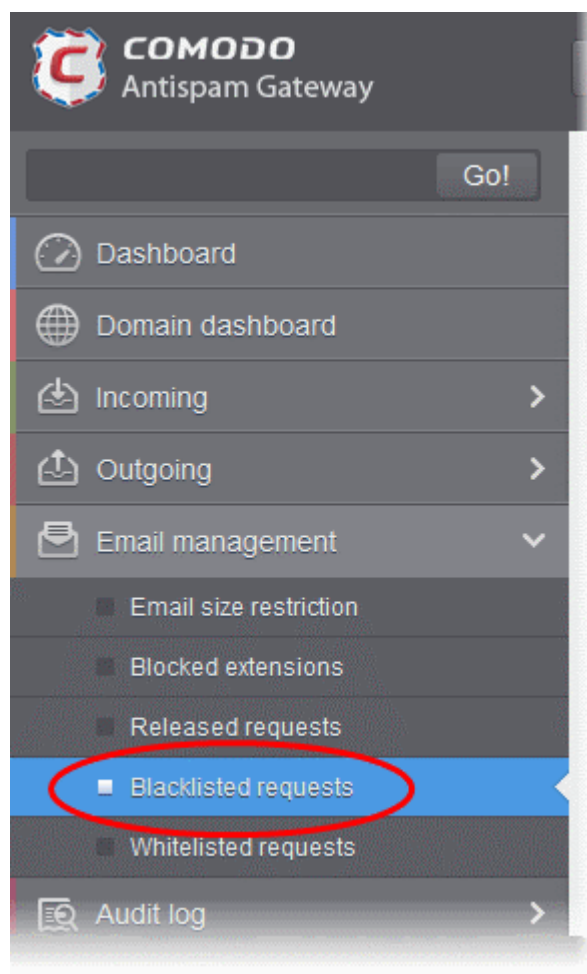 COMODO
Antispam Gateway
Go!
Dashboard
Domain dashboard
Incoming
Outgoing
Email management
Email size restriction
Blocked extensions
Released requests
Blacklisted requests
Whitelisted requests
Audit log